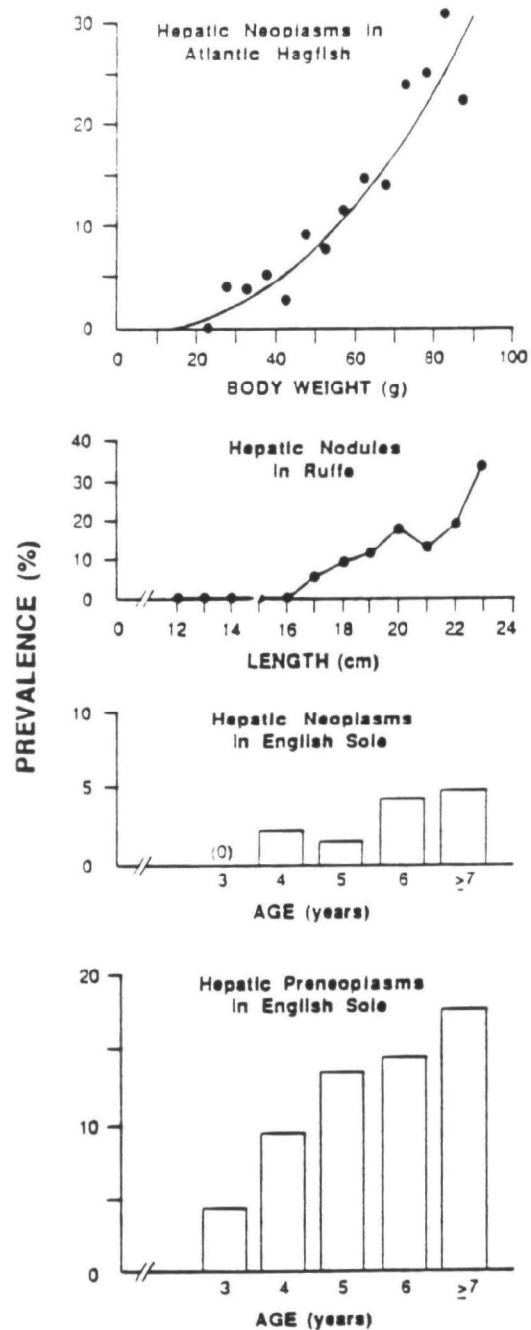 PREVALENCE (%)
Hepatic Neoplasms in
Atlantic Hagfish
30
20
10
0
0 20 40 60 80 100
BODY WEIGHT (g)
Hepatic Nodules
in Ruffe
40
30
20
10
0
0 12 14 16 18 20 22 24
LENGTH (cm)
Hepatic Neoplasms
in English Sole
10
5
0
(0)
3 4 5 6 ≥7
AGE (years)
Hepatic Preneoplasms
in English Sole
20
10
0
3 4 5 6 ≥7
AGE (years)